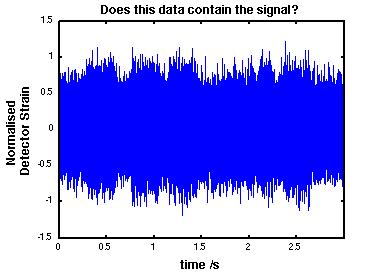 Does this data contain the signal?
1.5
1
0.5
0
-0.5
-1
-1.5
Normalised
Detector Strain
0 0.5 1 1.5 2 2.5
time /s